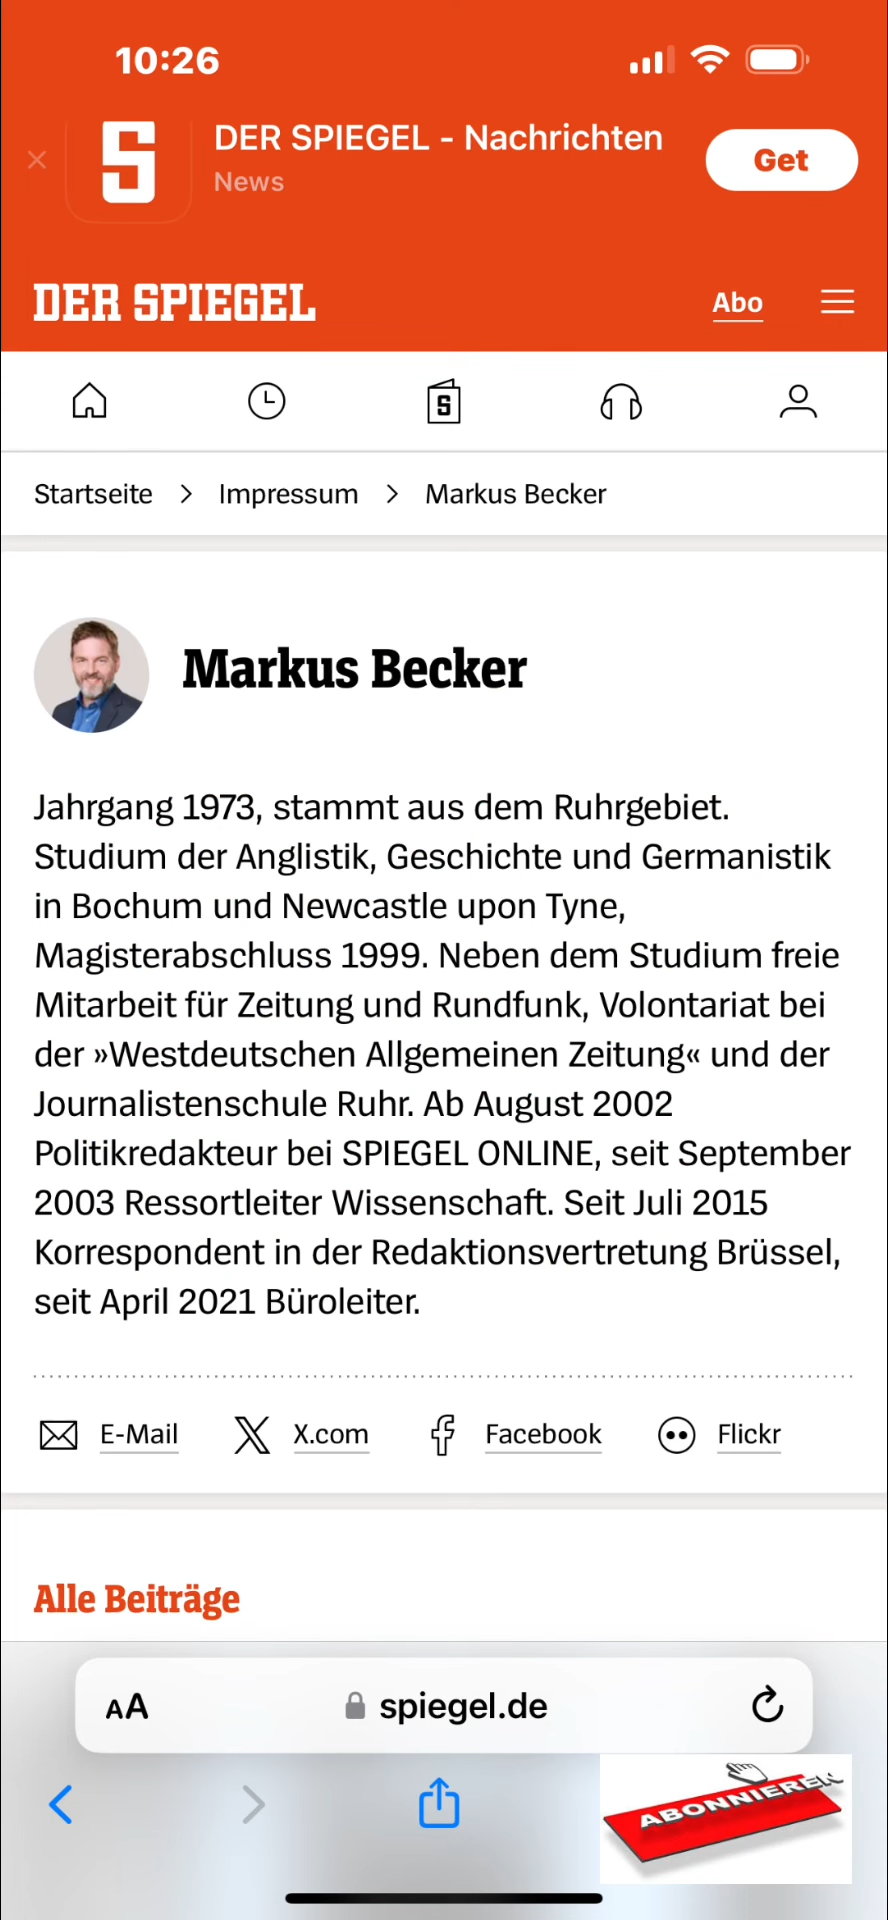 10:26
DER SPIEGEL - Nachrichten
News
Get
DER SPIEGEL
Abo
S
Startseite > Impressum > Markus Becker
Markus Becker
Jahrgang 1973, stammt aus dem Ruhrgebiet.
Studium der Anglistik, Geschichte und Germanistik
in Bochum und Newcastle upon Tyne,
Magisterabschluss 1999. Neben dem Studium freie
Mitarbeit für Zeitung und Rundfunk, Volontariat bei
der »Westdeutschen Allgemeinen Zeitung« und der
Journalistenschule Ruhr. Ab August 2002
Politikredakteur bei SPIEGEL ONLINE, seit September
2003 Ressortleiter Wissenschaft. Seit Juli 2015
Korrespondent in der Redaktionsvertretung Brüssel,
seit April 2021 Büroleiter.
E-Mail X.com Facebook Flickr
Alle Beiträge
AA spiegel.de
ABONNIEREN